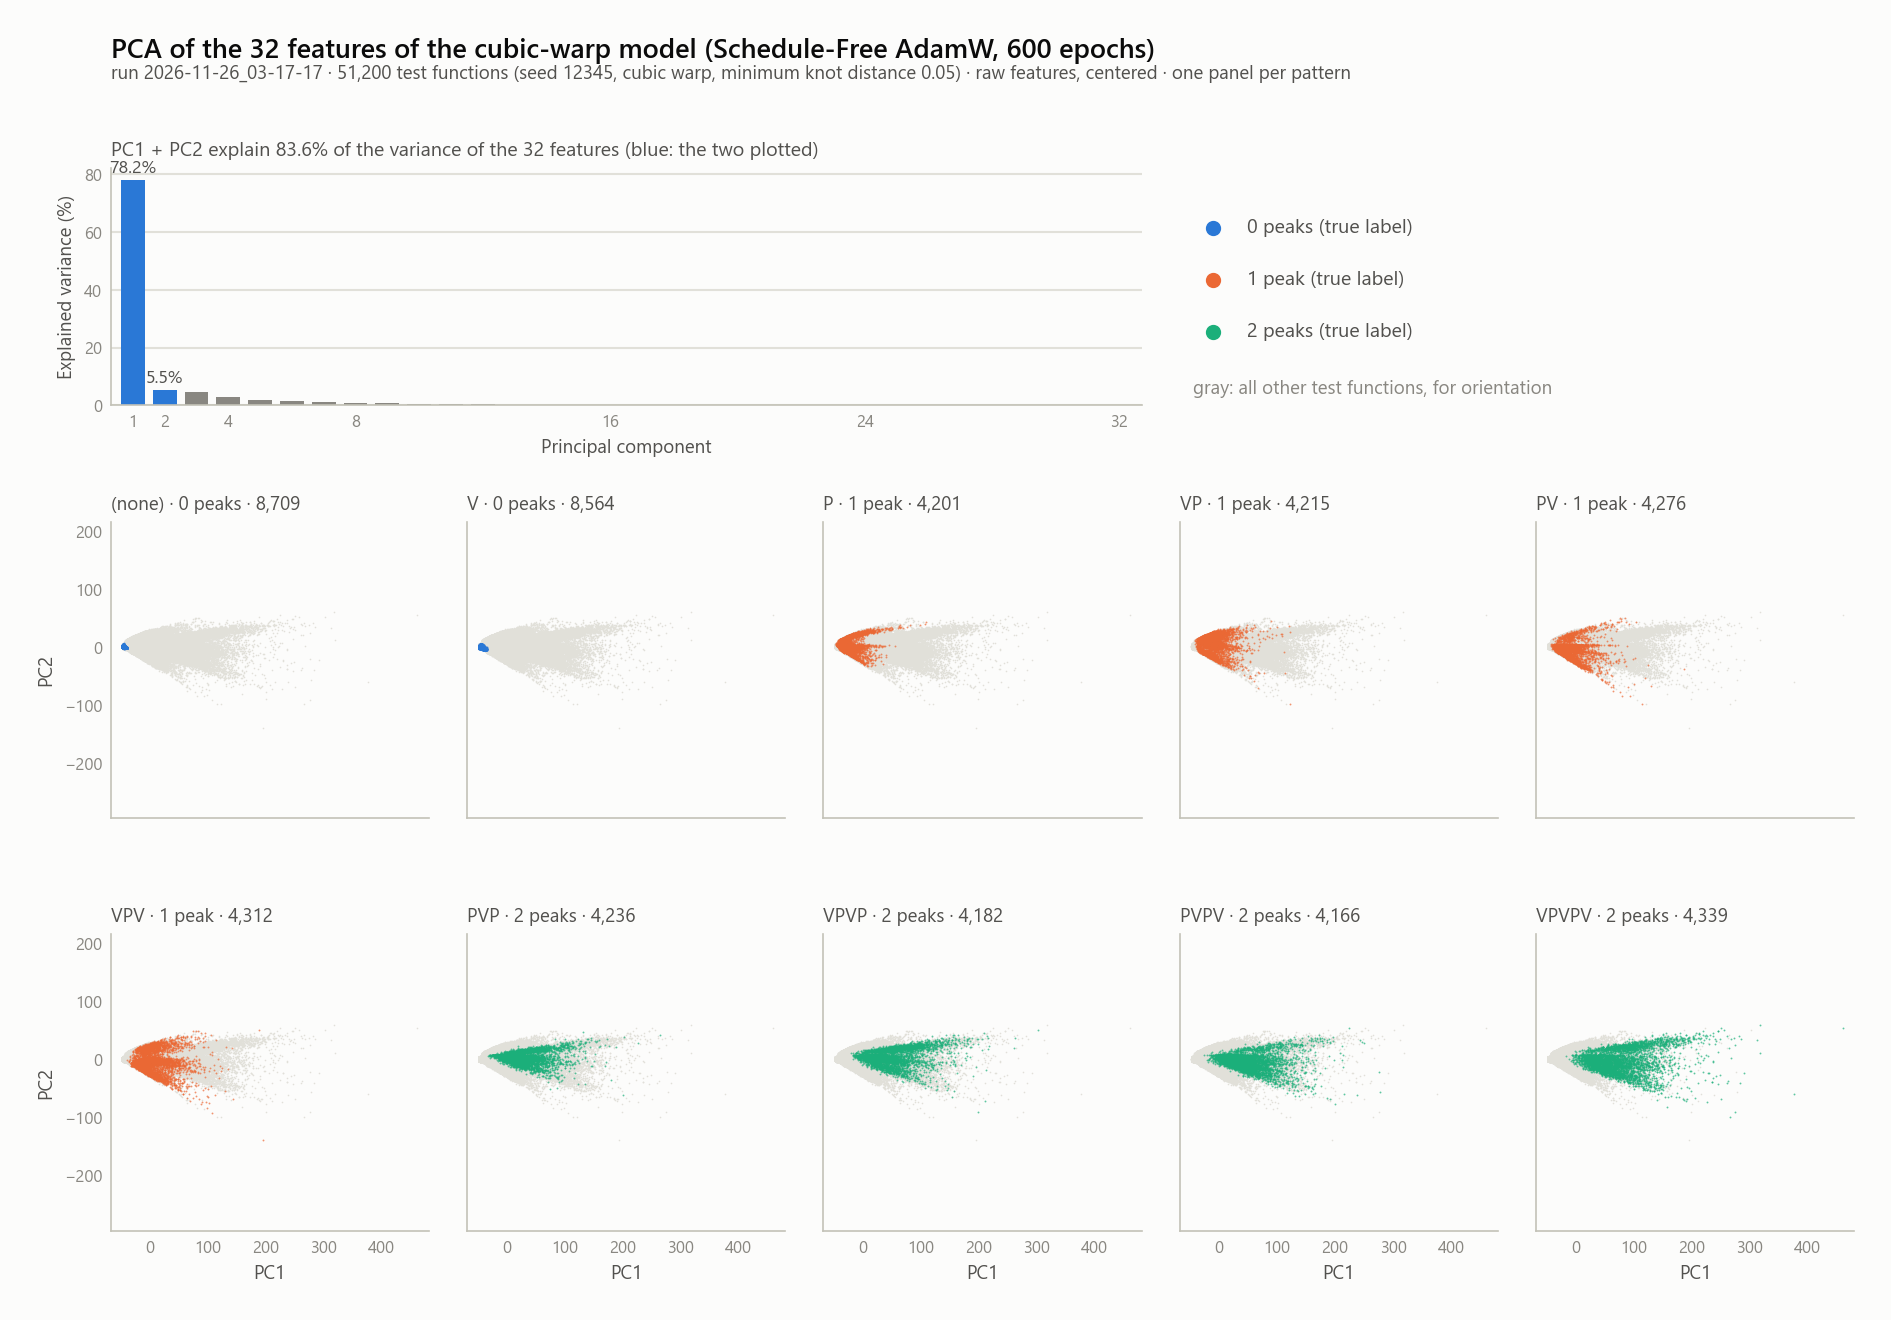 PCA of the 32 features of the cubic-warp model (Schedule-Free AdamW, 600 epochs)
run 2026-11-26_03-17-17 · 51,200 test functions (seed 12345, cubic warp, minimum knot distance 0.05) · raw features, centered · one panel per pattern
PC1 + PC2 explain 83.6% of the variance of the 32 features (blue: the two plotted)
78.2%
5.5%
80
60
40
20
0
Explained variance (%)
1 2 4 8 16 24 32
Principal component
0 peaks (true label)
1 peak (true label)
2 peaks (true label)
gray: all other test functions, for orientation
(none) · 0 peaks · 8,709
V · 0 peaks · 8,564
P · 1 peak · 4,201
VP · 1 peak · 4,215
PV · 1 peak · 4,276
200
100
0
−100
−200
PC2
VPV · 1 peak · 4,312
PVP · 2 peaks · 4,236
VPVP · 2 peaks · 4,182
PVPV · 2 peaks · 4,166
VPVPV · 2 peaks · 4,339
200
100
0
−100
−200
PC2
0 100 200 300 400
0 100 200 300 400
0 100 200 300 400
0 100 200 300 400
0 100 200 300 400
PC1
PC1
PC1
PC1
PC1